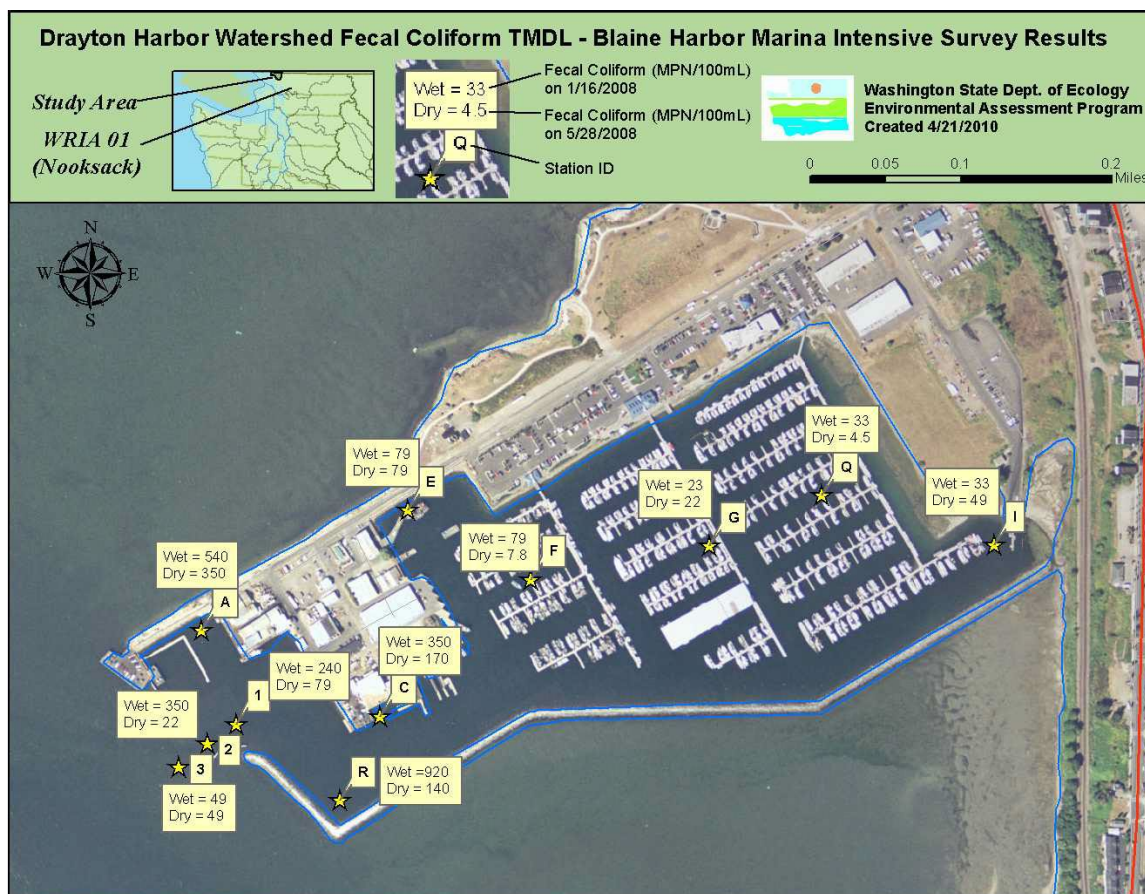 Drayton Harbor Watershed Fecal Coliform TMDL - Blaine Harbor Marina Intensive Survey Results
Study Area
WRIA 01
(Nooksack)
Wet = 33
Dry = 4.5
Q
Fecal Coliform (MPN/100mL)
on 1/16/2008
Fecal Coliform (MPN/100mL)
on 5/28/2008
Station ID
Washington State Dept. of Ecology
Environmental Assessment Program
Created 4/21/2010
0 0.05 0.1 0.2
Miles
N
W E
S
Wet = 33
Dry = 4.5
Q
Wet = 79
Dry = 79
E
Wet = 23
Dry = 22
G
Wet = 33
Dry = 49
I
Wet = 79
Dry = 7.8
F
Wet = 540
Dry = 350
A
Wet = 350
Dry = 170
C
Wet = 240
Dry = 79
1
Wet = 350
Dry = 22
2
3
Wet = 49
Dry = 49
R
Wet =920
Dry = 140